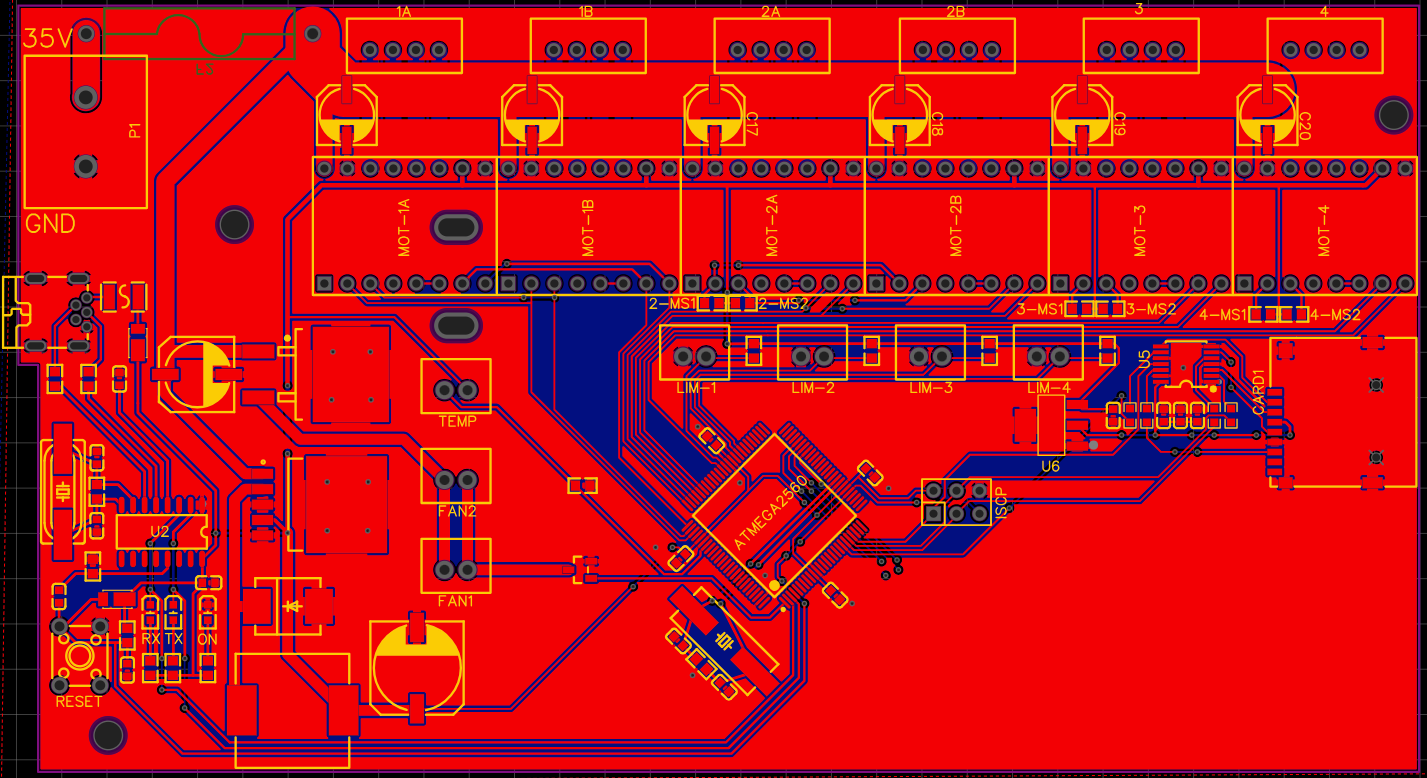 1A
1B
2A
2B
3
4
35V
L3
P1
C17
C18
C19
C20
GND
MOT-1A
MOT-1B
MOT-2A
MOT-2B
MOT-3
MOT-4
2-MS1
2-MS2
3-MS1
3-MS2
4-MS1
4-MS2
LIM-1
LIM-2
LIM-3
LIM-4
U5
CARD1
TEMP
U6
FAN2
ATMEGA2560
ISCP
U2
FAN1
RX
TX
ON
RESET